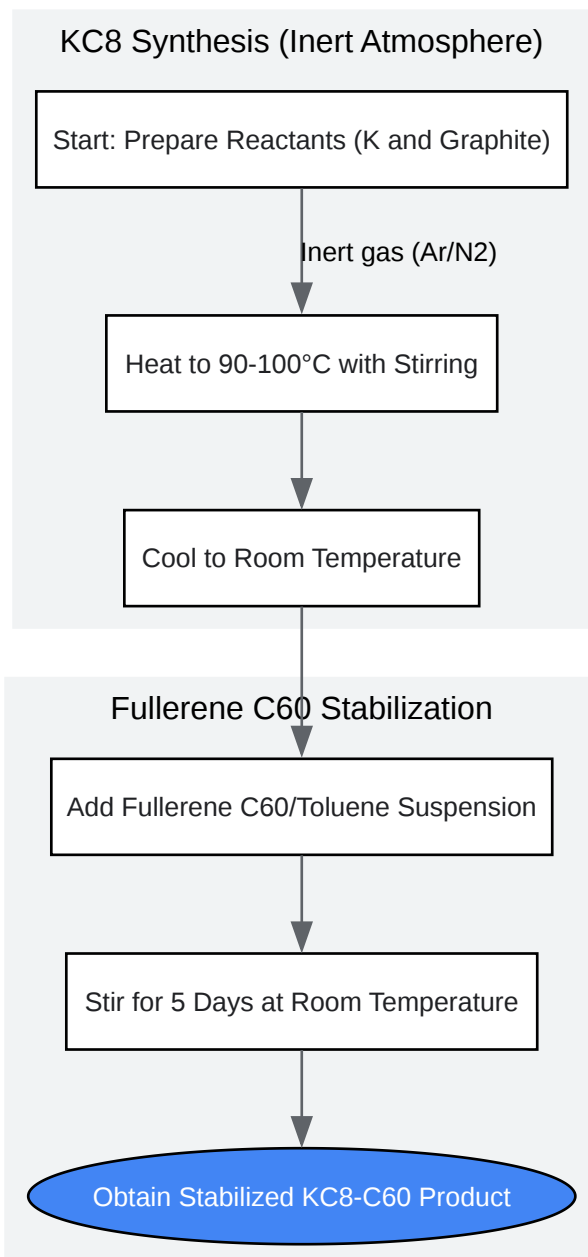 KC8 Synthesis (Inert Atmosphere)
Start: Prepare Reactants (K and Graphite)
Inert gas (Ar/N2)
Heat to 90-100°C with Stirring
Cool to Room Temperature
Fullerene C60 Stabilization
Add Fullerene C60/Toluene Suspension
Stir for 5 Days at Room Temperature
Obtain Stabilized KC8-C60 Product